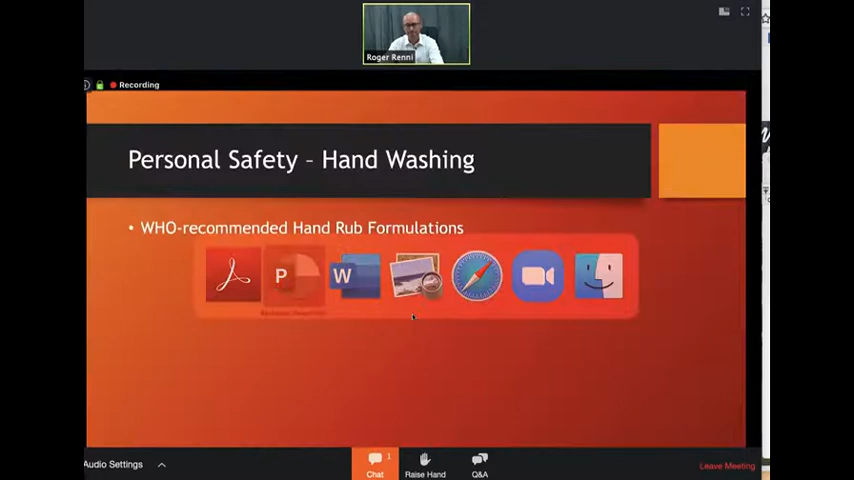 Roger Renni
Recording
Personal Safety – Hand Washing
• WHO-recommended Hand Rub Formulations
P
W
Audio Settings
Chat
1
Raise Hand
Q&A
Leave Meeting